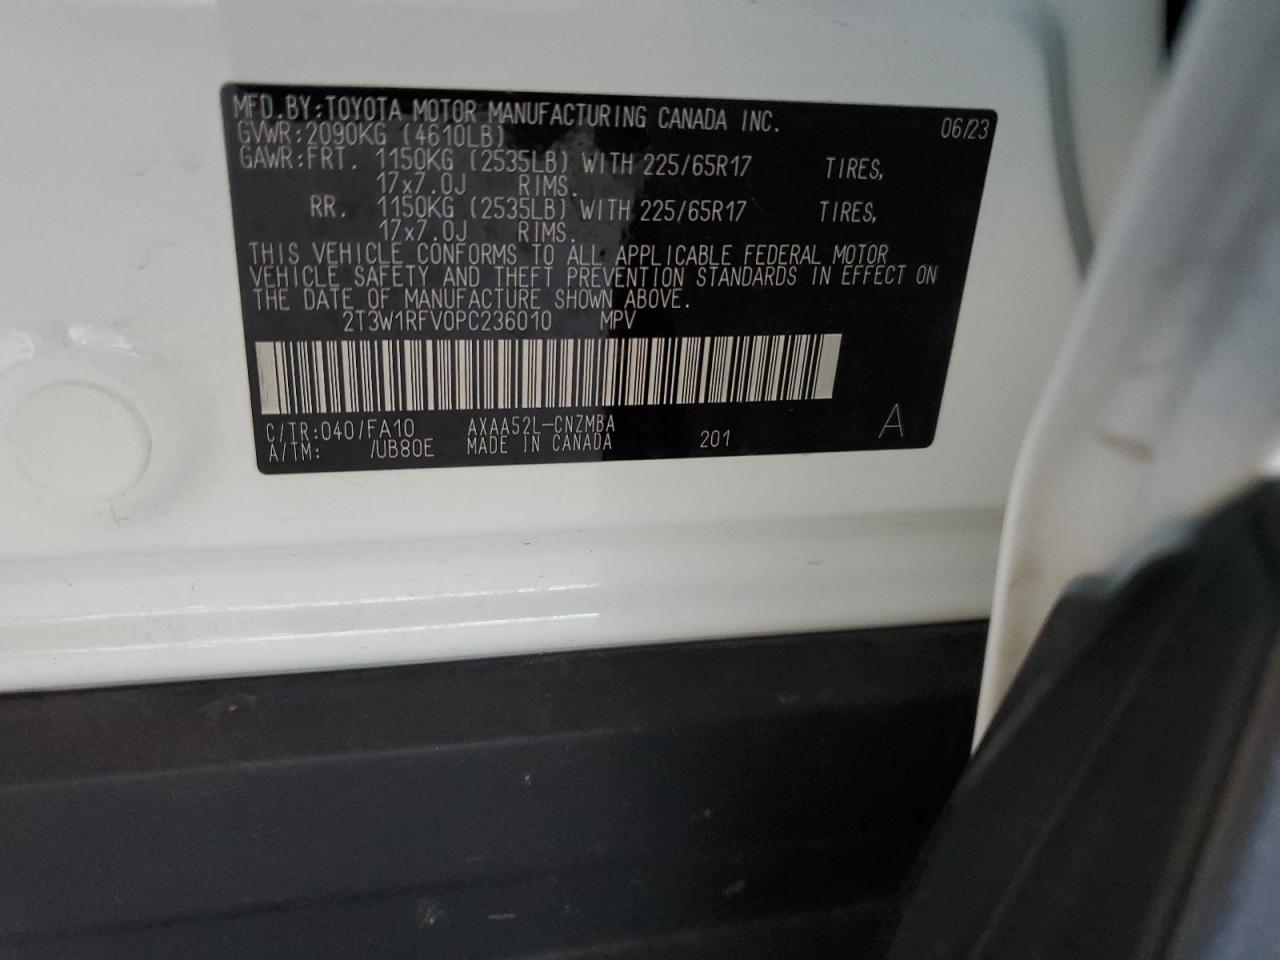 MFD.BY:TOYOTA MOTOR MANUFACTURING CANADA INC. 06/23
GVWR:2090KG (4610LB)
GAWR:FRT. 1150KG (2535LB) WITH 225/65R17 TIRES,
17x7.0J RIMS.
RR. 1150KG (2535LB) WITH 225/65R17 TIRES,
17x7.0J RIMS.
THIS VEHICLE CONFORMS TO ALL APPLICABLE FEDERAL MOTOR
VEHICLE SAFETY AND THEFT PREVENTION STANDARDS IN EFFECT ON
THE DATE OF MANUFACTURE SHOWN ABOVE.
2T3W1RFV0PC236010 MPV
C/TR:040/FA10 AXAA52L-CNZMBA
A/TM: /UB80E MADE IN CANADA 201 A